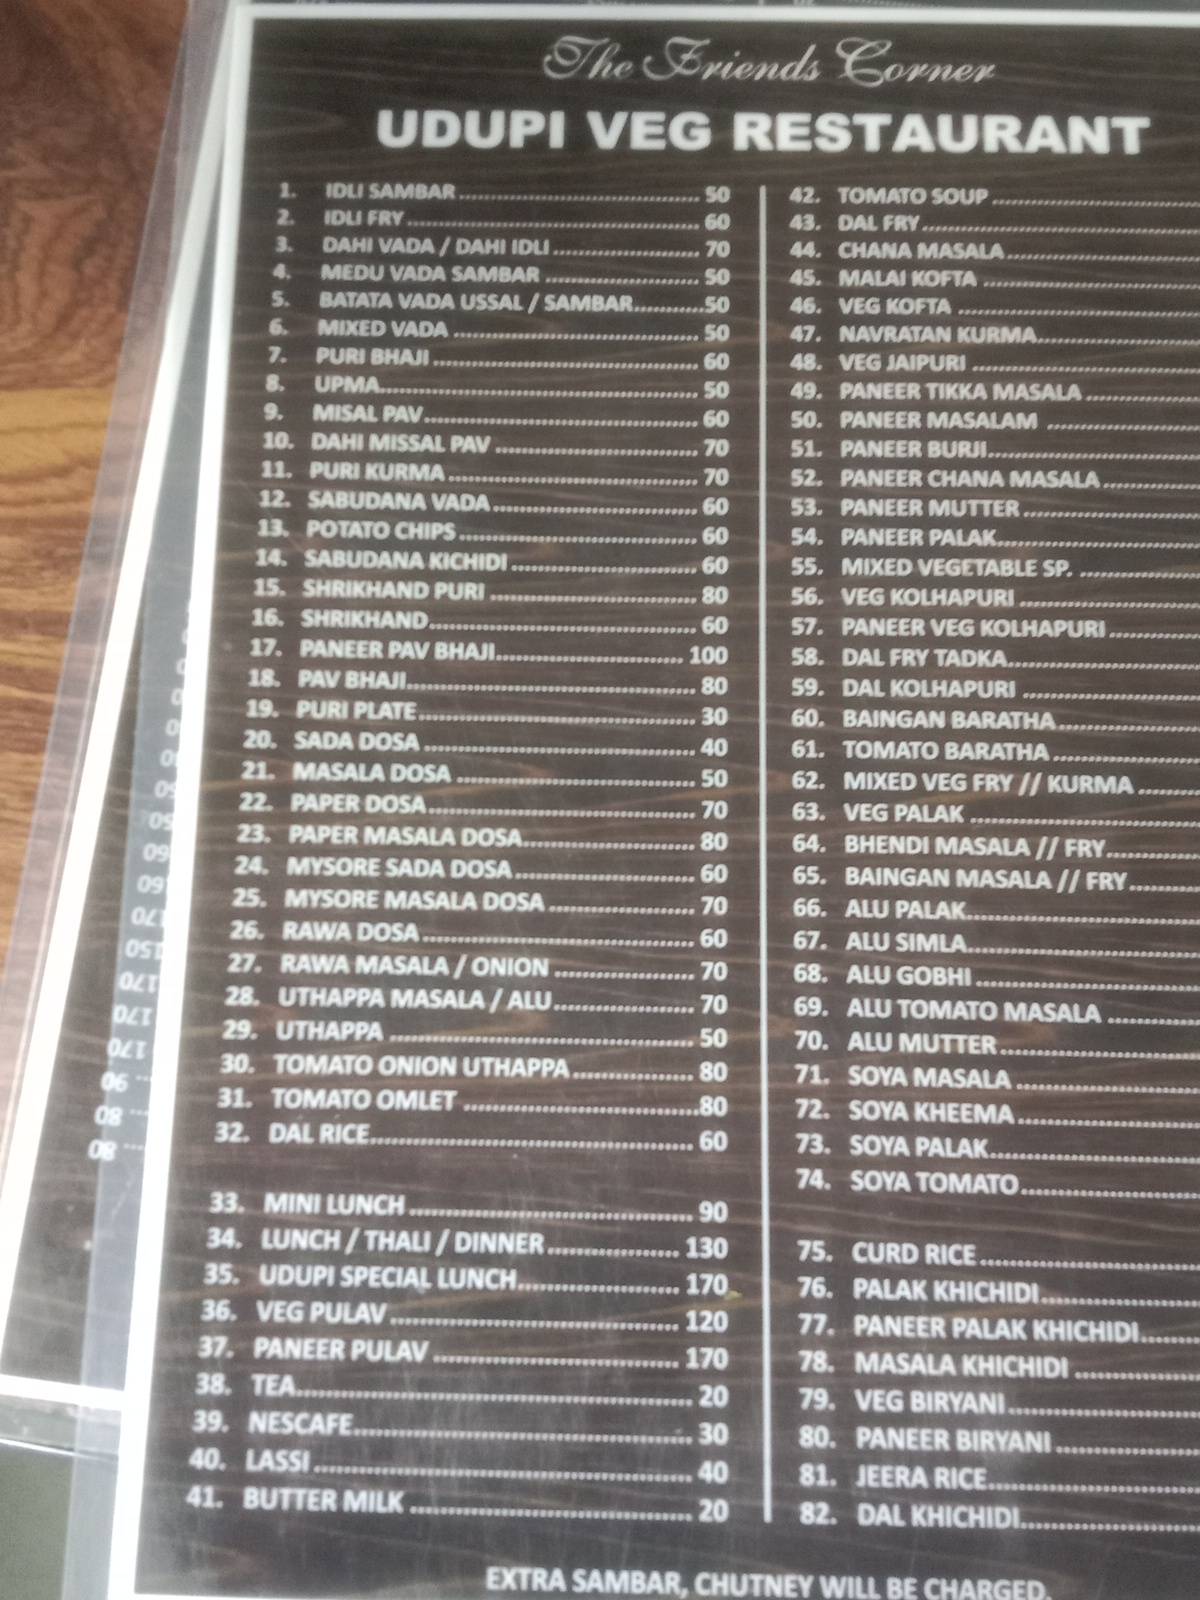 The Friends Corner
UDUPI VEG RESTAURANT
1. IDLI SAMBAR 50
2. IDLI FRY 60
3. DAHI VADA / DAHI IDLI 70
4. MEDU VADA SAMBAR 50
5. BATATA VADA USSAL / SAMBAR 50
6. MIXED VADA 50
7. PURI BHAJI 60
8. UPMA 50
9. MISAL PAV 60
10. DAHI MISSAL PAV 70
11. PURI KURMA 70
12. SABUDANA VADA 60
13. POTATO CHIPS 60
14. SABUDANA KICHIDI 60
15. SHRIKHAND PURI 80
16. SHRIKHAND 60
17. PANEER PAV BHAJI 100
18. PAV BHAJI 80
19. PURI PLATE 30
20. SADA DOSA 40
21. MASALA DOSA 50
22. PAPER DOSA 70
23. PAPER MASALA DOSA 80
24. MYSORE SADA DOSA 60
25. MYSORE MASALA DOSA 70
26. RAWA DOSA 60
27. RAWA MASALA / ONION 70
28. UTHAPPA MASALA / ALU 70
29. UTHAPPA 50
30. TOMATO ONION UTHAPPA 80
31. TOMATO OMLET 80
32. DAL RICE 60
33. MINI LUNCH 90
34. LUNCH / THALI / DINNER 130
35. UDUPI SPECIAL LUNCH 170
36. VEG PULAV 120
37. PANEER PULAV 170
38. TEA 20
39. NESCAFE 30
40. LASSI 40
41. BUTTER MILK 20
42. TOMATO SOUP
43. DAL FRY
44. CHANA MASALA
45. MALAI KOFTA
46. VEG KOFTA
47. NAVRATAN KURMA
48. VEG JAIPURI
49. PANEER TIKKA MASALA
50. PANEER MASALAM
51. PANEER BURJI
52. PANEER CHANA MASALA
53. PANEER MUTTER
54. PANEER PALAK
55. MIXED VEGETABLE SP.
56. VEG KOLHAPURI
57. PANEER VEG KOLHAPURI
58. DAL FRY TADKA
59. DAL KOLHAPURI
60. BAINGAN BARATHA
61. TOMATO BARATHA
62. MIXED VEG FRY // KURMA
63. VEG PALAK
64. BHENDI MASALA // FRY
65. BAINGAN MASALA // FRY
66. ALU PALAK
67. ALU SIMLA
68. ALU GOBHI
69. ALU TOMATO MASALA
70. ALU MUTTER
71. SOYA MASALA
72. SOYA KHEEMA
73. SOYA PALAK
74. SOYA TOMATO
75. CURD RICE
76. PALAK KHICHIDI
77. PANEER PALAK KHICHIDI
78. MASALA KHICHIDI
79. VEG BIRYANI
80. PANEER BIRYANI
81. JEERA RICE
82. DAL KHICHIDI
EXTRA SAMBAR, CHUTNEY WILL BE CHARGED.
170
150
170
170
170
90
80
80